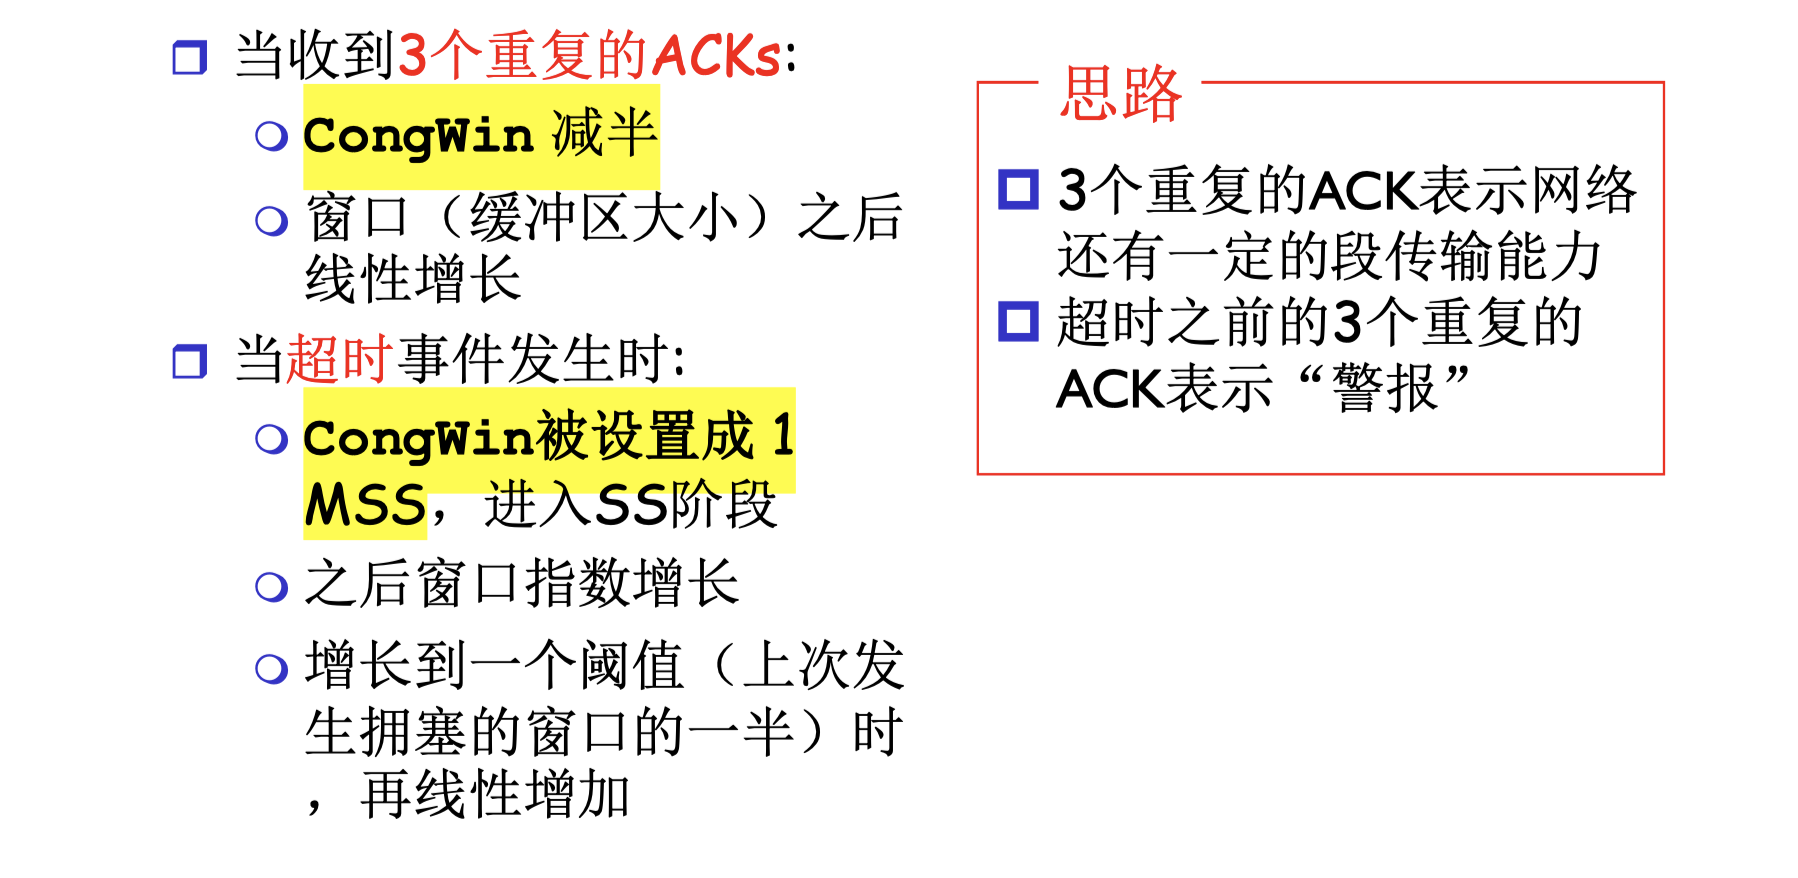 当收到3个重复的ACKs:
CongWin 减半
窗口（缓冲区大小）之后
线性增长
当超时事件发生时:
CongWin被设置成 1
MSS，进入SS阶段
之后窗口指数增长
增长到一个阈值（上次发
生拥塞的窗口的一半）时
，再线性增加
思路
3个重复的ACK表示网络
还有一定的段传输能力
超时之前的3个重复的
ACK表示“警报”